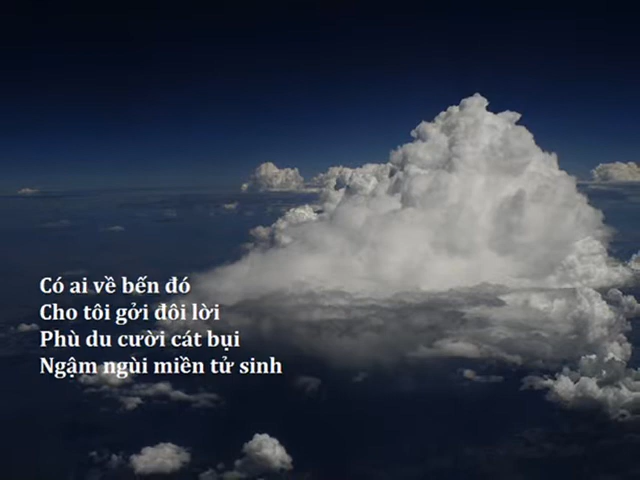 Có ai về bến đó
Cho tôi gởi đôi lời
Phù du cười cát bụi
Ngậm ngùi miền tử sinh